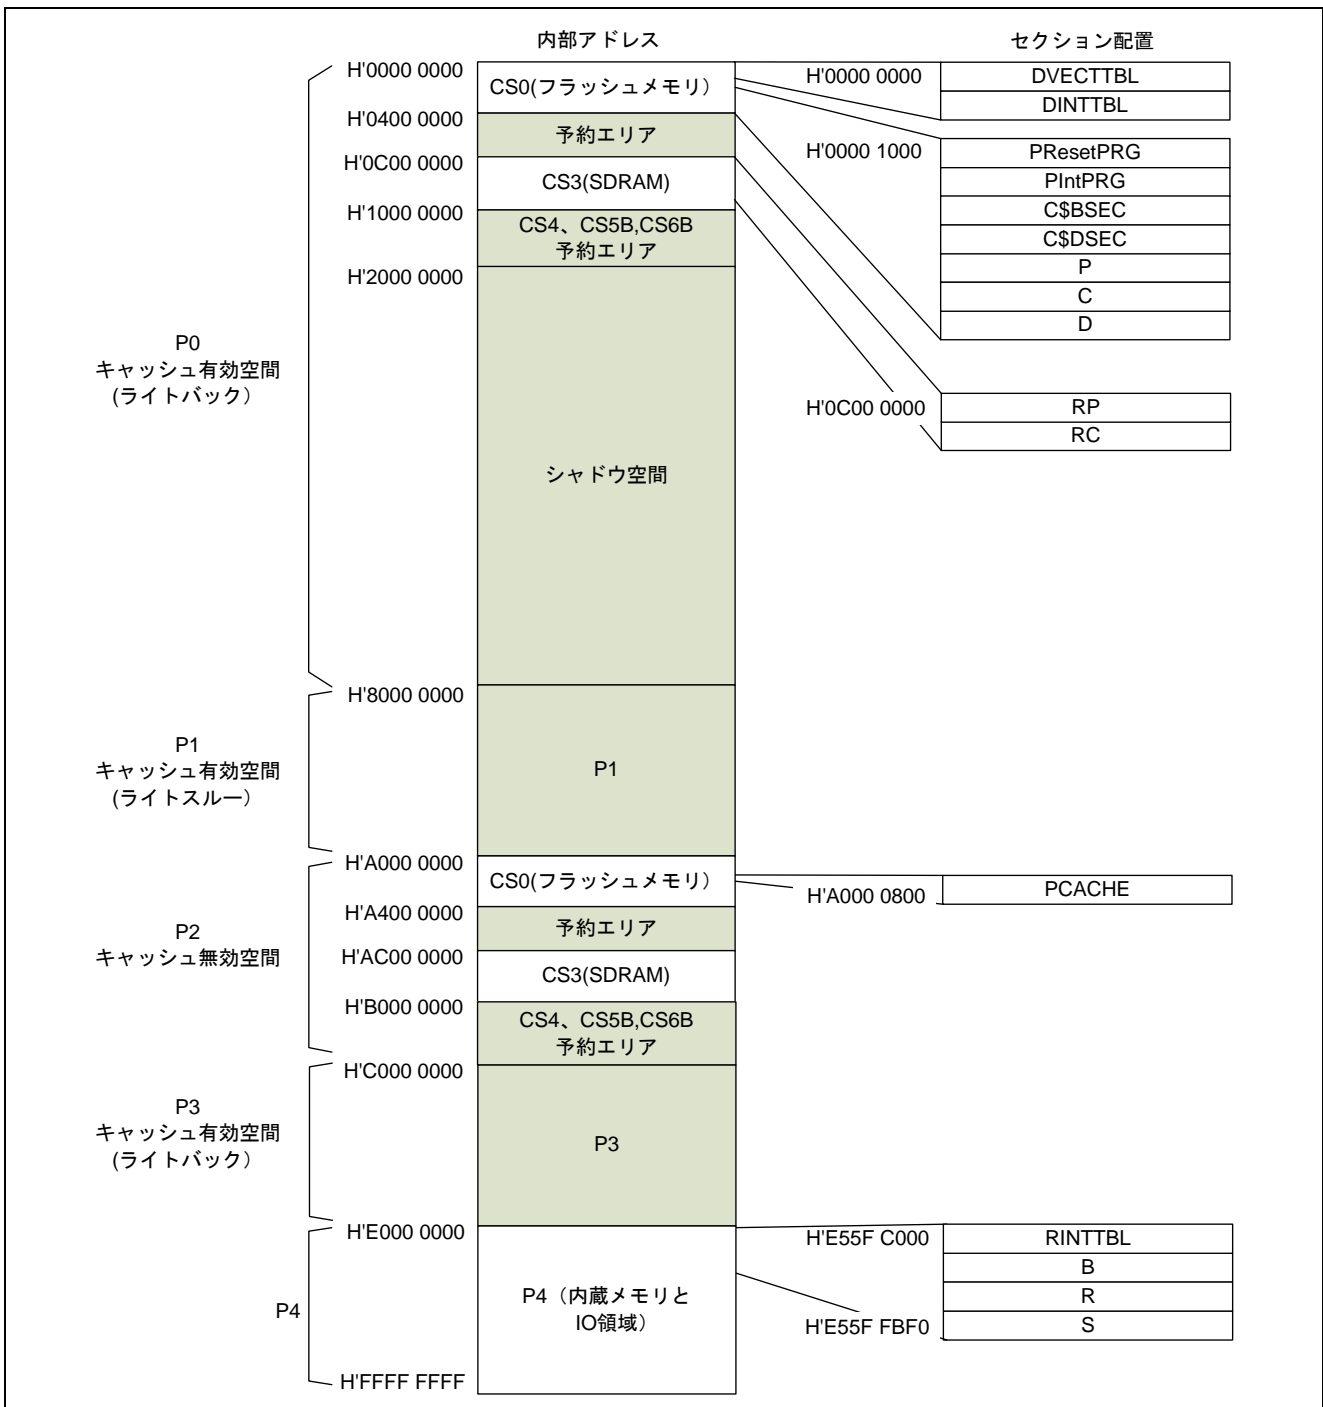 内部アドレス
セクション配置
H'0000 0000
CS0(フラッシュメモリ）
H'0000 0000
DVECTTBL
DINTTBL
H'0400 0000
予約エリア
H'0000 1000
PResetPRG
PIntPRG
C$BSEC
C$DSEC
P
C
D
H'0C00 0000
CS3(SDRAM)
H'1000 0000
CS4、CS5B,CS6B
予約エリア
H'2000 0000
P0
キャッシュ有効空間
(ライトバック）
H'0C00 0000
RP
RC
シャドウ空間
H'8000 0000
P1
キャッシュ有効空間
(ライトスルー）
P1
H'A000 0000
CS0(フラッシュメモリ）
H'A000 0800
PCACHE
H'A400 0000
予約エリア
P2
キャッシュ無効空間
H'AC00 0000
CS3(SDRAM)
H'B000 0000
CS4、CS5B,CS6B
予約エリア
H'C000 0000
P3
キャッシュ有効空間
(ライトバック）
P3
H'E000 0000
H'E55F C000
RINTTBL
B
R
S
P4
P4（内蔵メモリと
IO領域）
H'E55F FBF0
H'FFFF FFFF